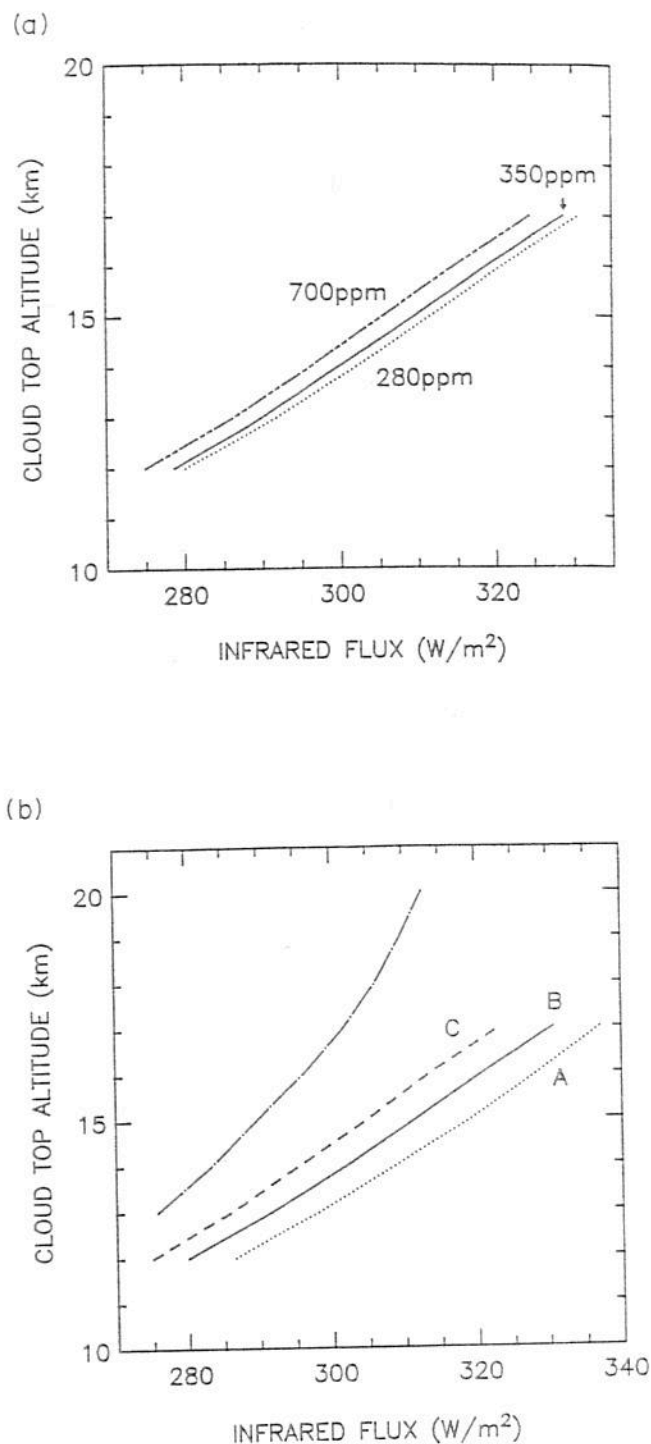 (a)
20
15
10
CLOUD TOP ALTITUDE (km)
350ppm
700ppm
280ppm
280
300
320
INFRARED FLUX (W/m²)
(b)
20
15
10
CLOUD TOP ALTITUDE (km)
C
B
A
280
300
320
340
INFRARED FLUX (W/m²)